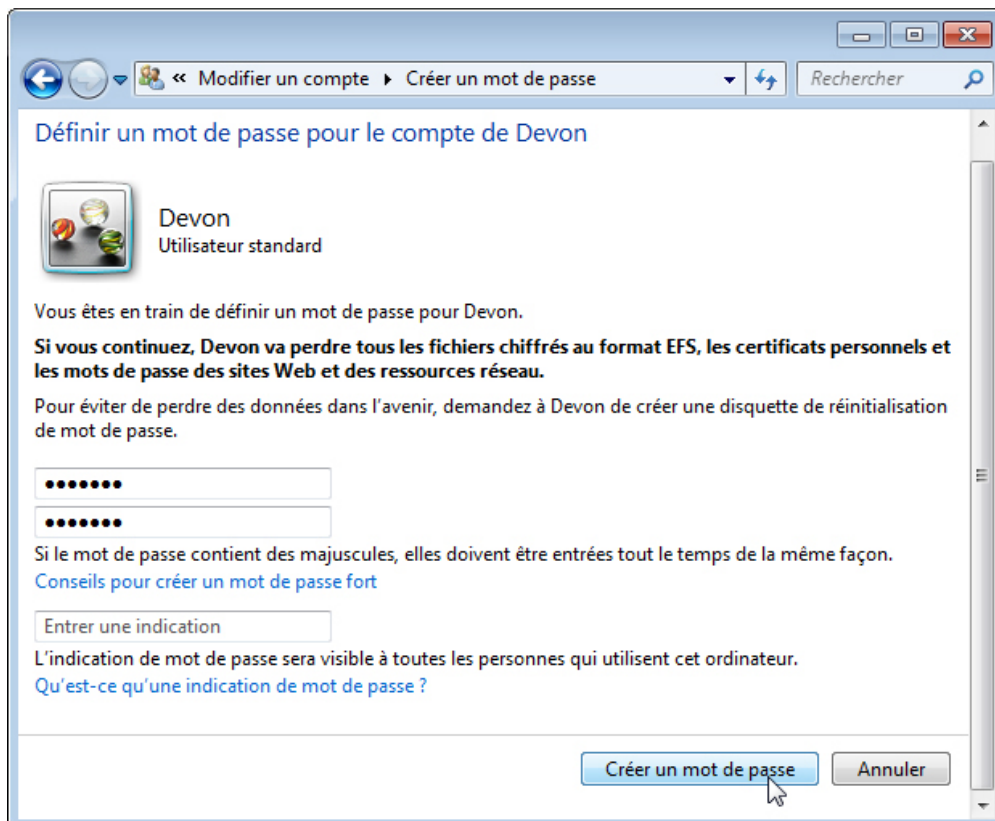 « Modifier un compte Créer un mot de passe Rechercher
Définir un mot de passe pour le compte de Devon
Devon
Utilisateur standard
Vous êtes en train de définir un mot de passe pour Devon.
Si vous continuez, Devon va perdre tous les fichiers chiffrés au format EFS, les certificats personnels et
les mots de passe des sites Web et des ressources réseau.
Pour éviter de perdre des données dans l'avenir, demandez à Devon de créer une disquette de réinitialisation
de mot de passe.
•••••••
•••••••
Si le mot de passe contient des majuscules, elles doivent être entrées tout le temps de la même façon.
Conseils pour créer un mot de passe fort
Entrer une indication
L'indication de mot de passe sera visible à toutes les personnes qui utilisent cet ordinateur.
Qu'est-ce qu'une indication de mot de passe ?
Créer un mot de passe Annuler